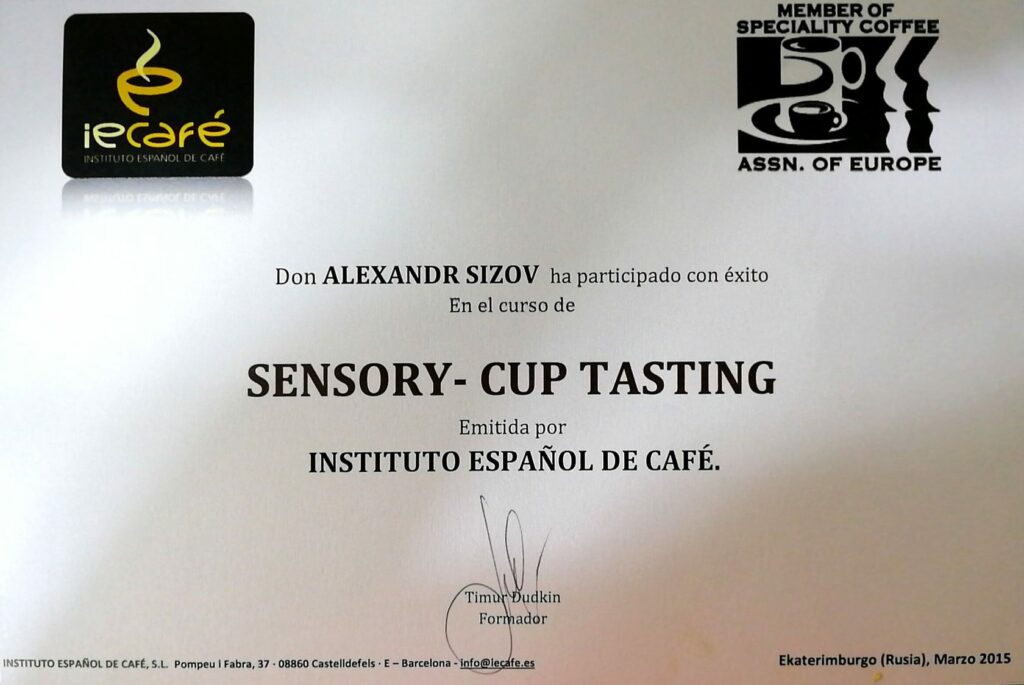 iecafé
INSTITUTO ESPAÑOL DE CAFÉ
MEMBER OF
SPECIALITY COFFEE
ASSN. OF EUROPE
Don ALEXANDR SIZOV ha participado con éxito
En el curso de
SENSORY- CUP TASTING
Emitida por
INSTITUTO ESPAÑOL DE CAFÉ.
Timur Dudkin
Formador
INSTITUTO ESPAÑOL DE CAFÉ, S.L. Pompeu i Fabra, 37 · 08860 Castelldefels · E – Barcelona - info@iecafe.es
Ekaterimburgo (Rusia), Marzo 2015